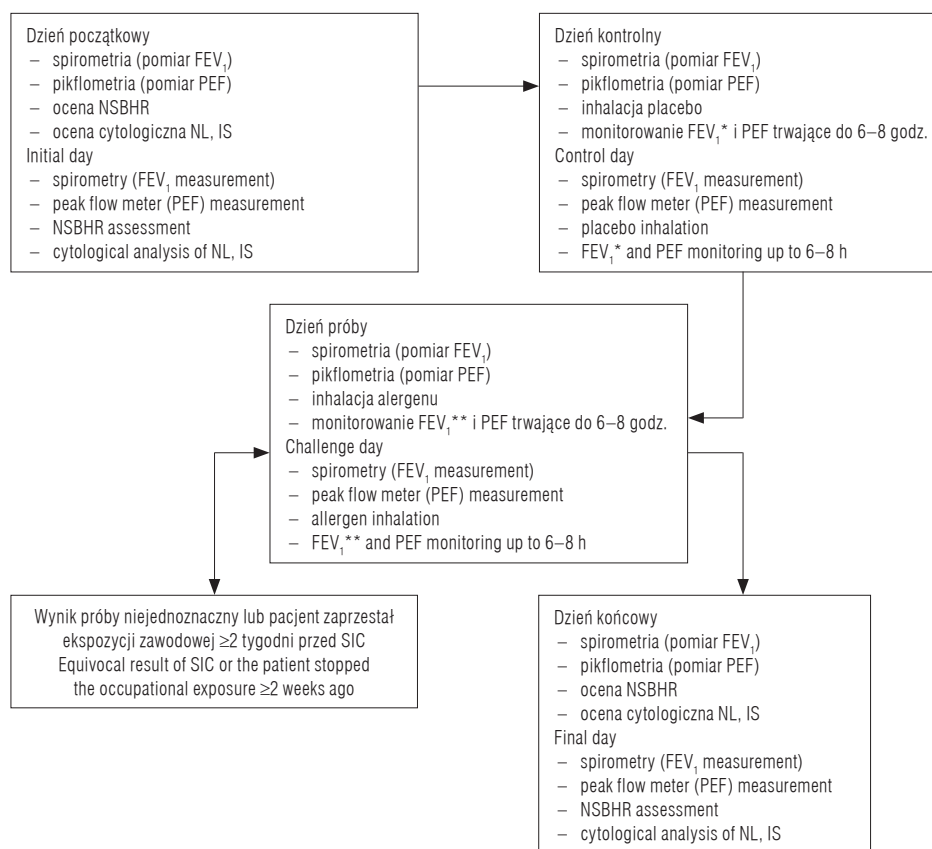 Dzień początkowy
– spirometria (pomiar FEV₁)
– pikflometria (pomiar PEF)
– ocena NSBHR
– ocena cytologiczna NL, IS
Initial day
– spirometry (FEV₁ measurement)
– peak flow meter (PEF) measurement
– NSBHR assessment
– cytological analysis of NL, IS
Dzień kontrolny
– spirometria (pomiar FEV₁)
– pikflometria (pomiar PEF)
– inhalacja placebo
– monitorowanie FEV₁* i PEF trwające do 6–8 godz.
Control day
– spirometry (FEV₁ measurement)
– peak flow meter (PEF) measurement
– placebo inhalation
– FEV₁* and PEF monitoring up to 6–8 h
Dzień próby
– spirometria (pomiar FEV₁)
– pikflometria (pomiar PEF)
– inhalacja alergenu
– monitorowanie FEV₁** i PEF trwające do 6–8 godz.
Challenge day
– spirometry (FEV₁ measurement)
– peak flow meter (PEF) measurement
– allergen inhalation
– FEV₁** and PEF monitoring up to 6–8 h
Wynik próby niejednoznaczny lub pacjent zaprzestał
ekspozycji zawodowej ≥2 tygodni przed SIC
Equivocal result of SIC or the patient stopped
the occupational exposure ≥2 weeks ago
Dzień końcowy
– spirometria (pomiar FEV₁)
– pikflometria (pomiar PEF)
– ocena NSBHR
– ocena cytologiczna NL, IS
Final day
– spirometry (FEV₁ measurement)
– peak flow meter (PEF) measurement
– NSBHR assessment
– cytological analysis of NL, IS